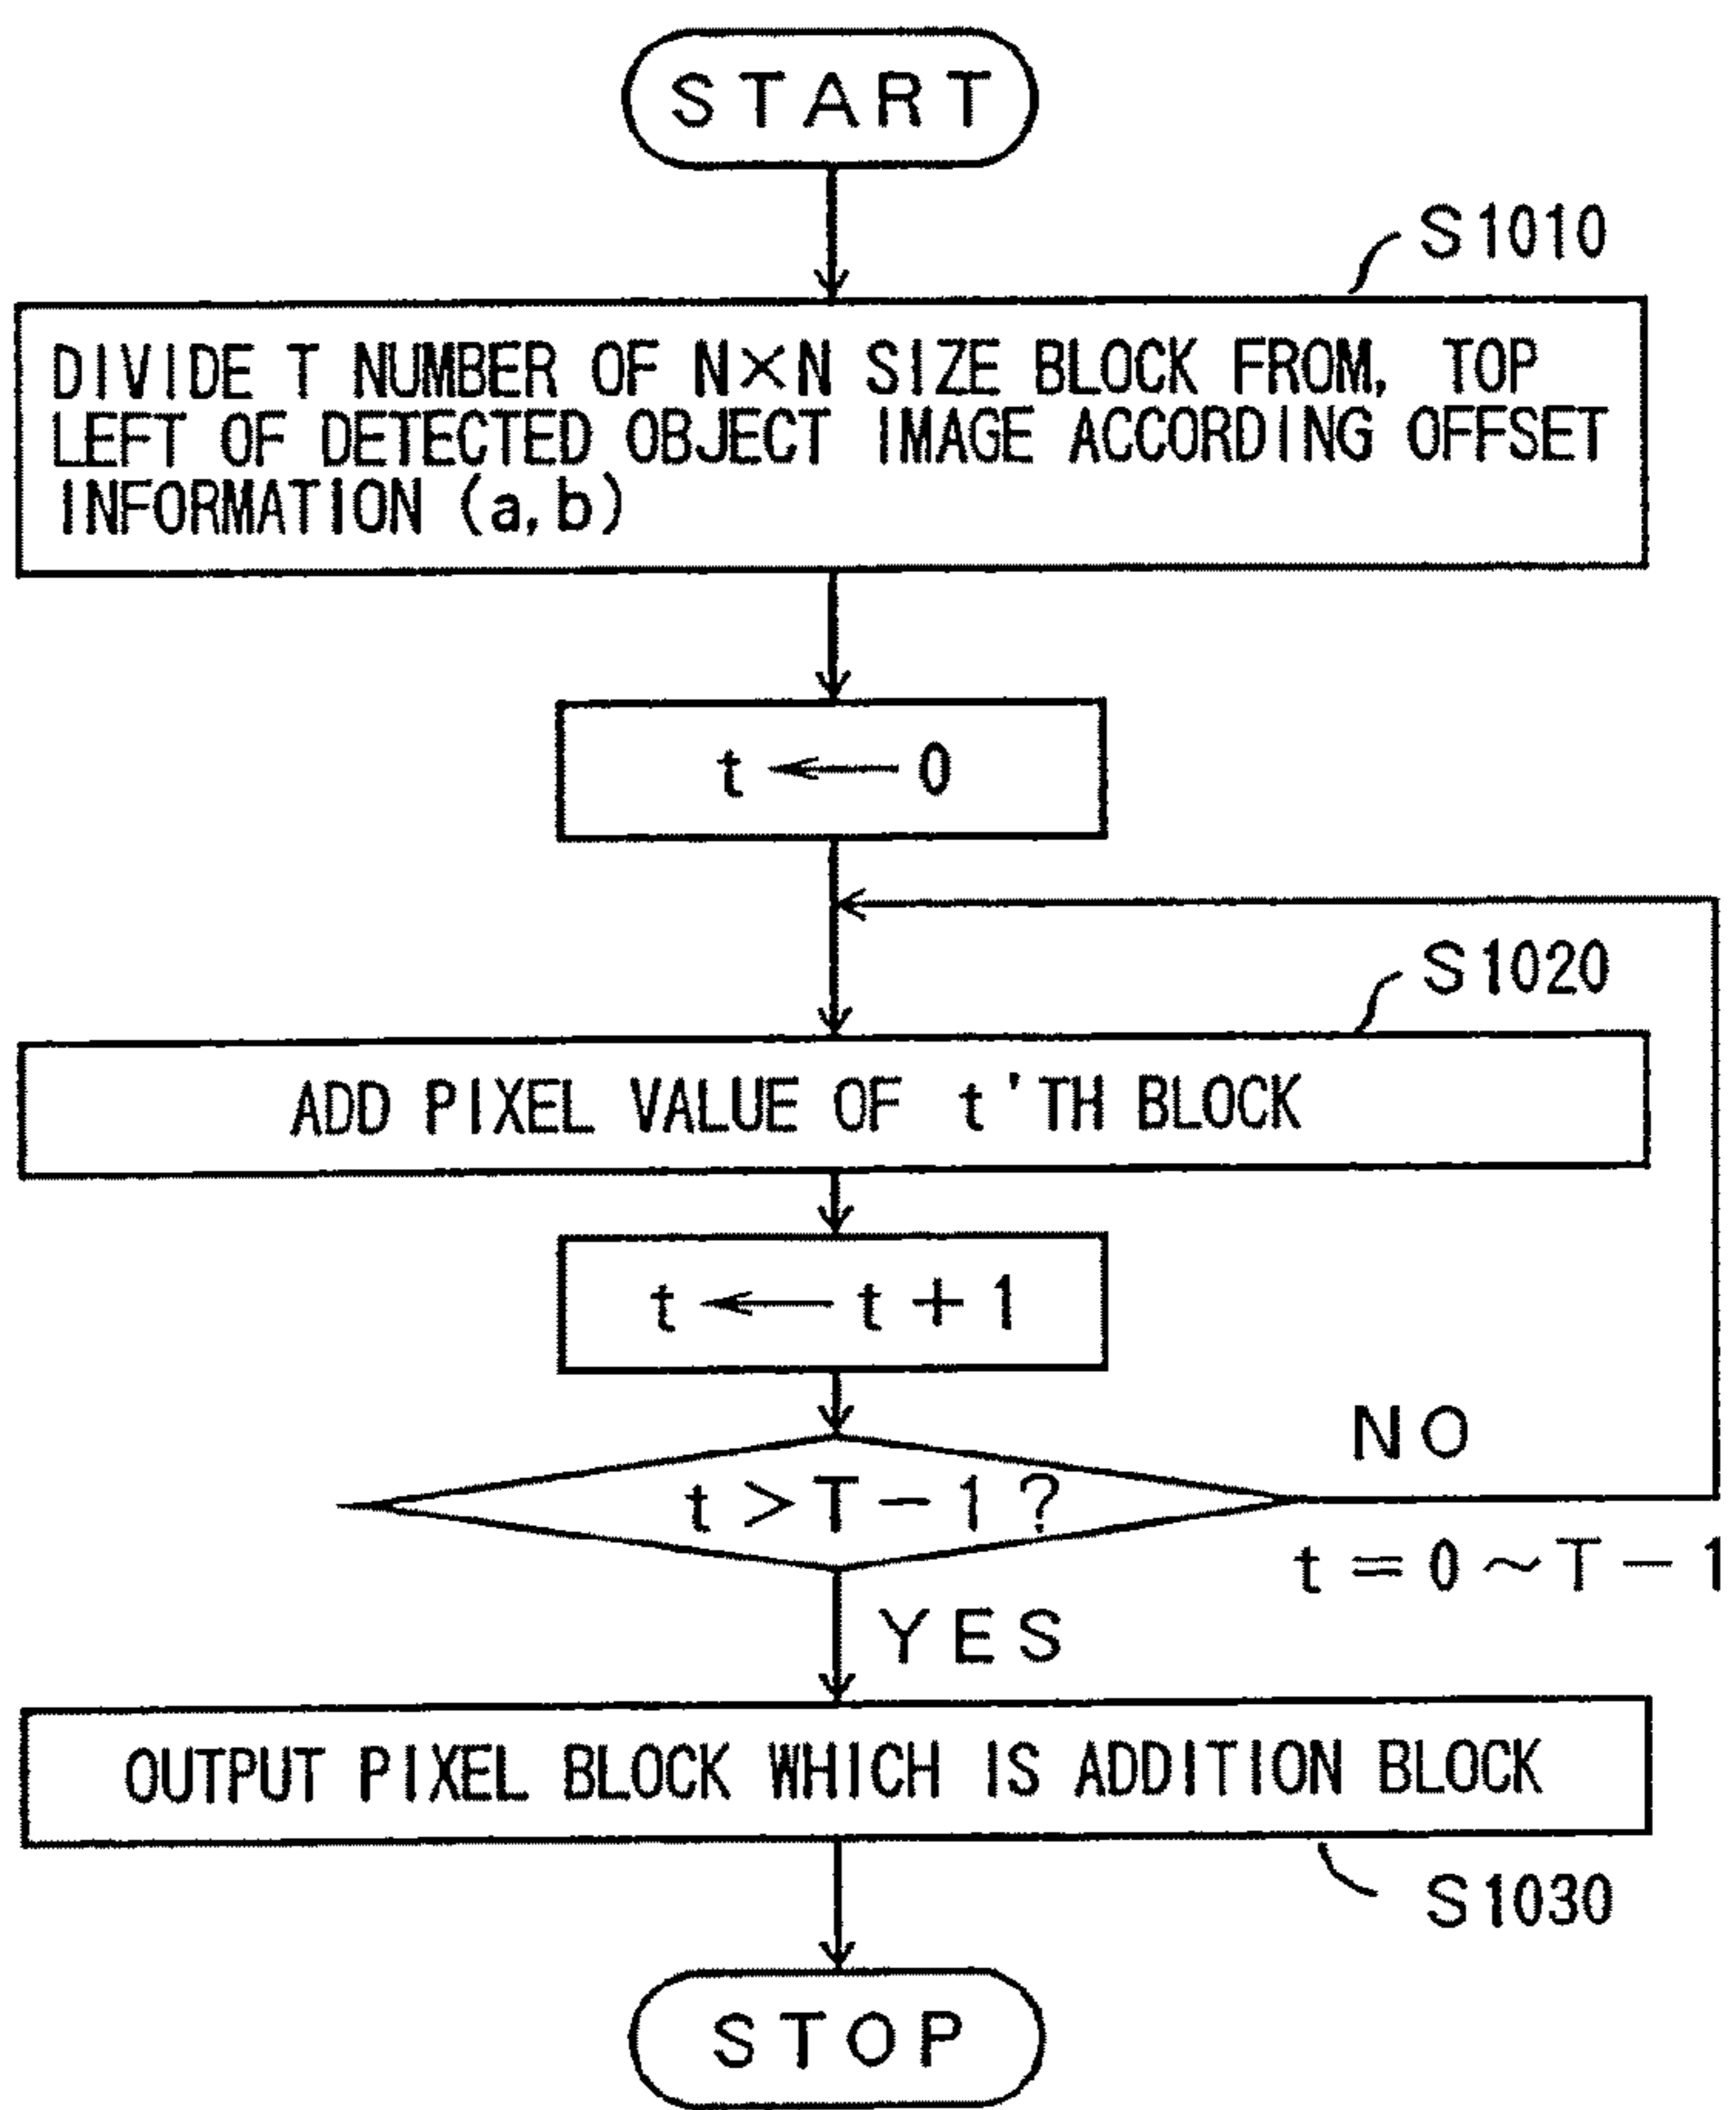 START
S1010
DIVIDE T NUMBER OF N×N SIZE BLOCK FROM, TOP
LEFT OF DETECTED OBJECT IMAGE ACCORDING OFFSET
INFORMATION (a,b)
t ← 0
S1020
ADD PIXEL VALUE OF t'TH BLOCK
t ← t + 1
NO
t > T - 1 ?
t = 0 ~ T - 1
YES
OUTPUT PIXEL BLOCK WHICH IS ADDITION BLOCK
S1030
STOP